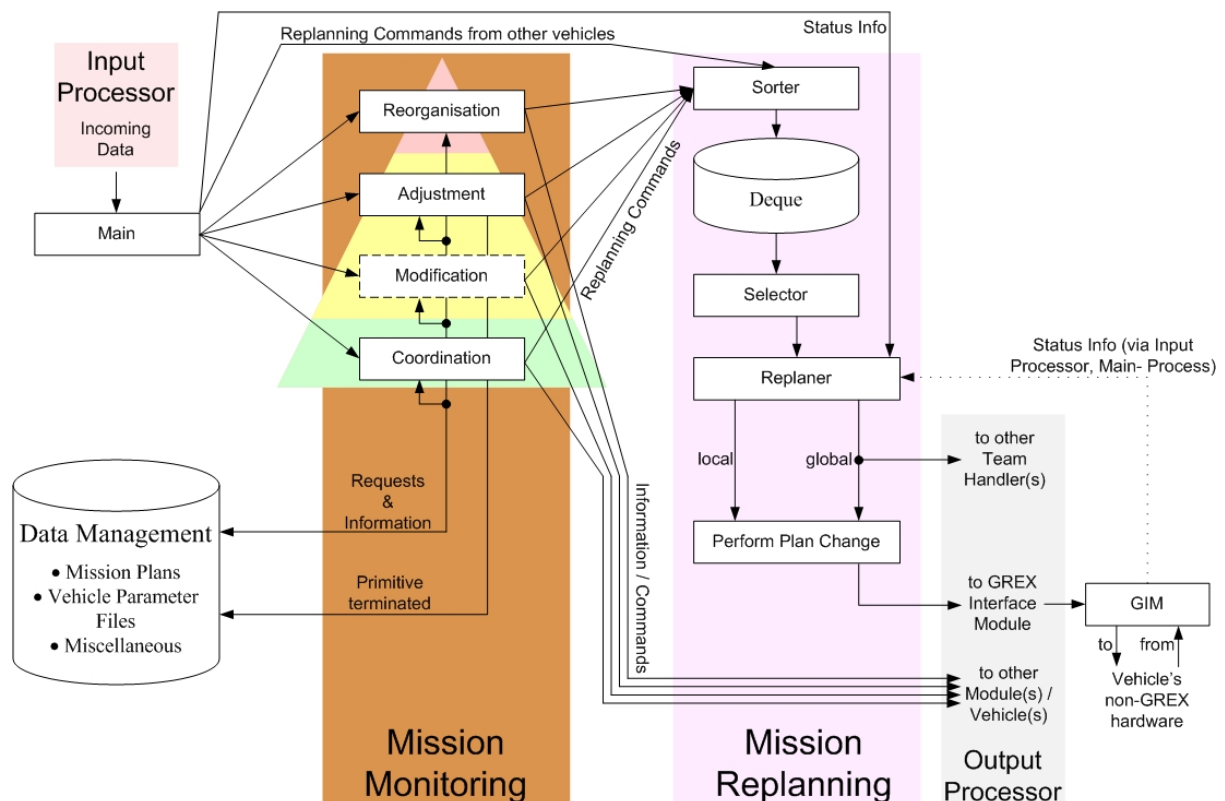 Status Info
Replanning Commands from other vehicles
Input
Processor
Incoming
Data
Main
Reorganisation
Adjustment
Modification
Coordination
Replanning Commands
Sorter
Deque
Selector
Replaner
Status Info (via Input
Processor, Main- Process)
local
global
to other
Team
Handler(s)
Perform Plan Change
Requests
&
Information
Primitive
terminated
Data Management
• Mission Plans
• Vehicle Parameter
Files
• Miscellaneous
Information / Commands
to GREX
Interface
Module
GIM
to
from
Vehicle's
non-GREX
hardware
to other
Module(s) /
Vehicle(s)
Mission
Monitoring
Mission
Replanning
Output
Processor